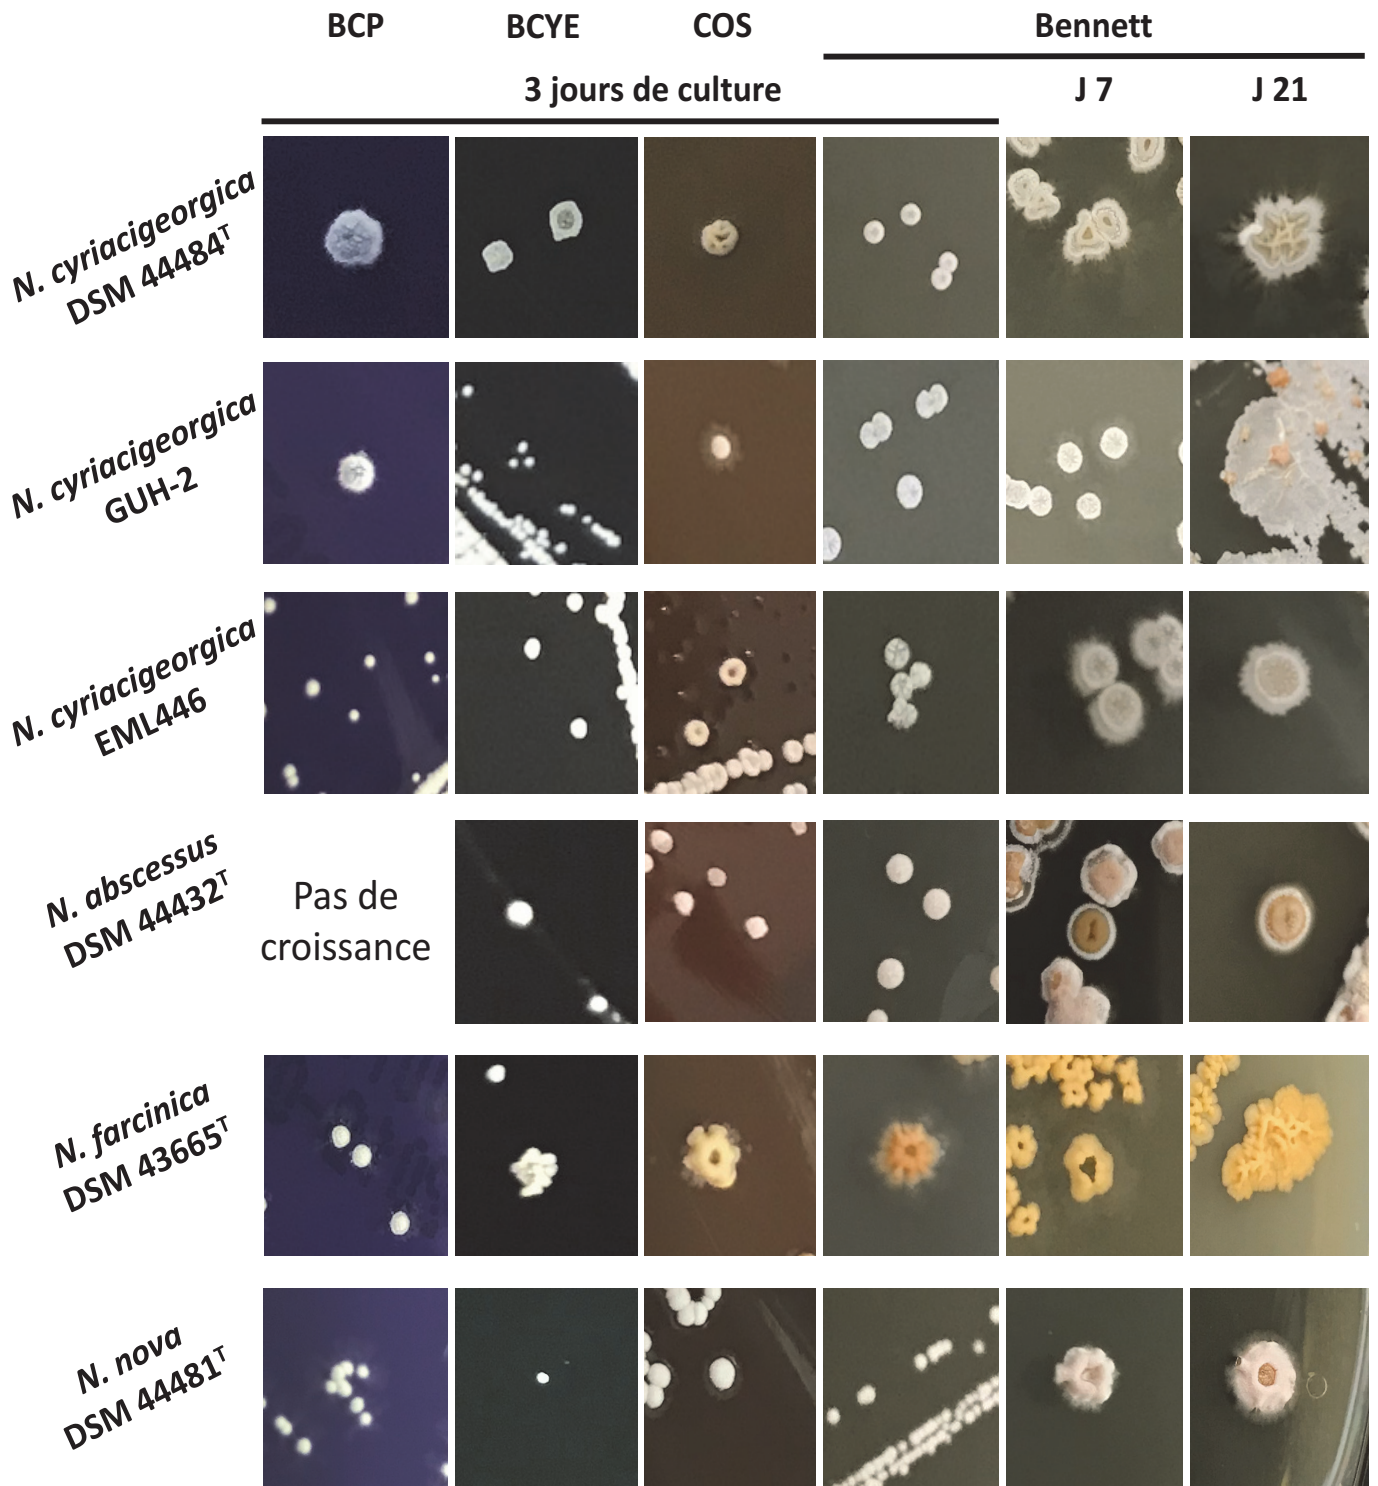 BCP BCYE COS Bennett
3 jours de culture J 7 J 21
N. cyriacigeorgica
DSM 44484ᵀ
N. cyriacigeorgica
GUH-2
N. cyriacigeorgica
EML446
N. abscessus
DSM 44432ᵀ
Pas de
croissance
N. farcinica
DSM 43665ᵀ
N. nova
DSM 44481ᵀ